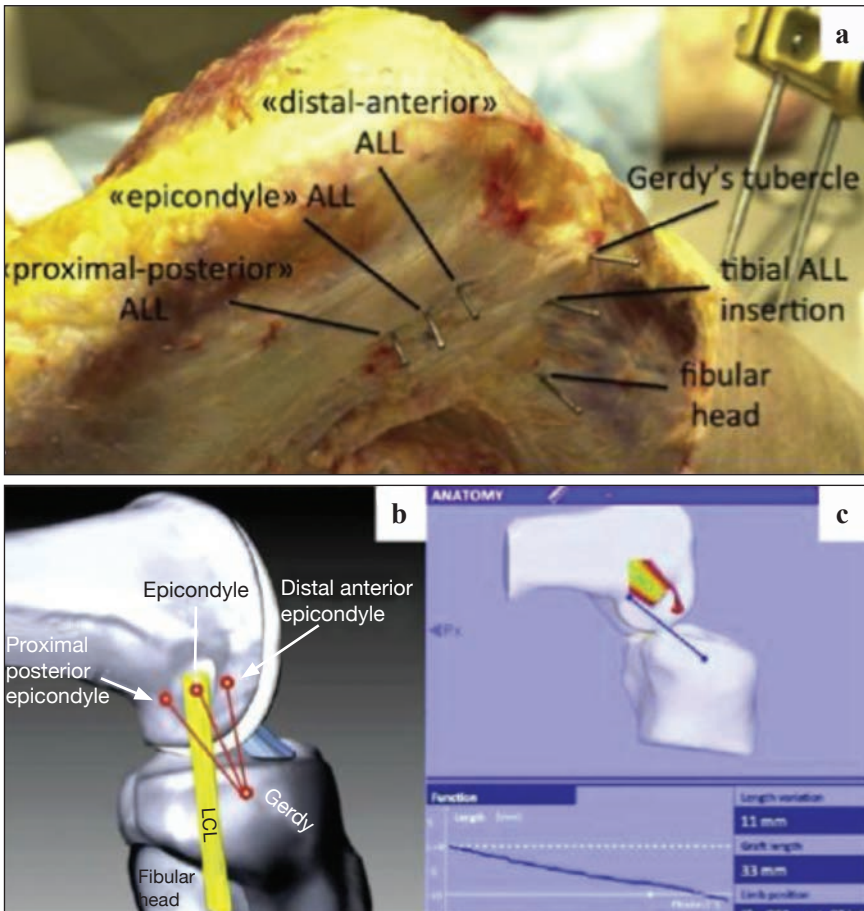 a
«distal-anterior»
ALL
Gerdy's tubercle
«epicondyle» ALL
«proximal-posterior»
ALL
tibial ALL
insertion
fibular
head
b
Epicondyle
Distal anterior
epicondyle
Proximal
posterior
epicondyle
Gerdy
LCL
Fibular
head
ANATOMY
c
Function
Length variation
Length (mm)
11 mm
Graft length
33 mm
Limb position